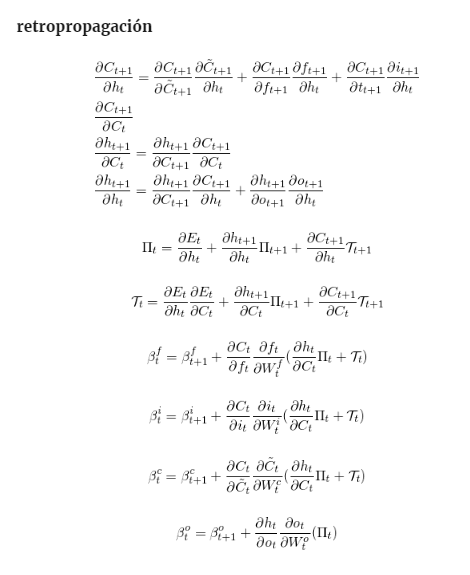 retropropagación
\frac{\partial C_{t+1}}{\partial h_t} = \frac{\partial C_{t+1}}{\partial \tilde{C}_{t+1}} \frac{\partial \tilde{C}_{t+1}}{\partial h_t} + \frac{\partial C_{t+1}}{\partial f_{t+1}} \frac{\partial f_{t+1}}{\partial h_t} + \frac{\partial C_{t+1}}{\partial t_{t+1}} \frac{\partial i_{t+1}}{\partial h_t}
\frac{\partial C_{t+1}}{\partial C_t}
\frac{\partial h_{t+1}}{\partial C_t} = \frac{\partial h_{t+1}}{\partial C_{t+1}} \frac{\partial C_{t+1}}{\partial C_t}
\frac{\partial h_{t+1}}{\partial h_t} = \frac{\partial h_{t+1}}{\partial C_{t+1}} \frac{\partial C_{t+1}}{\partial h_t} + \frac{\partial h_{t+1}}{\partial o_{t+1}} \frac{\partial o_{t+1}}{\partial h_t}
\Pi_t = \frac{\partial E_t}{\partial h_t} + \frac{\partial h_{t+1}}{\partial h_t} \Pi_{t+1} + \frac{\partial C_{t+1}}{\partial h_t} \mathcal{T}_{t+1}
\mathcal{T}_t = \frac{\partial E_t}{\partial h_t} \frac{\partial E_t}{\partial C_t} + \frac{\partial h_{t+1}}{\partial C_t} \Pi_{t+1} + \frac{\partial C_{t+1}}{\partial C_t} \mathcal{T}_{t+1}
\beta_t^f = \beta_{t+1}^f + \frac{\partial C_t}{\partial f_t} \frac{\partial f_t}{\partial W_t^f} (\frac{\partial h_t}{\partial C_t} \Pi_t + \mathcal{T}_t)
\beta_t^i = \beta_{t+1}^i + \frac{\partial C_t}{\partial i_t} \frac{\partial i_t}{\partial W_t^i} (\frac{\partial h_t}{\partial C_t} \Pi_t + \mathcal{T}_t)
\beta_t^c = \beta_{t+1}^c + \frac{\partial C_t}{\partial \tilde{C}_t} \frac{\partial \tilde{C}_t}{\partial W_t^c} (\frac{\partial h_t}{\partial C_t} \Pi_t + \mathcal{T}_t)
\beta_t^o = \beta_{t+1}^o + \frac{\partial h_t}{\partial o_t} \frac{\partial o_t}{\partial W_t^o} (\Pi_t)